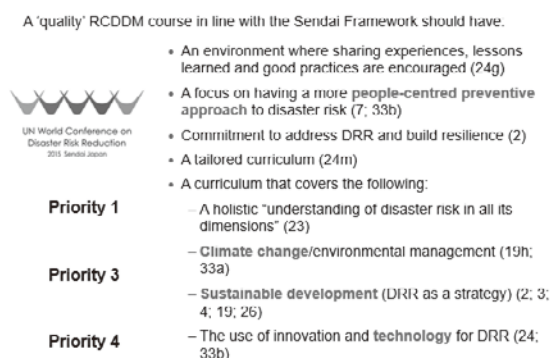 A 'quality' RCDDM course in line with the Sendai Framework should have.
• An environment where sharing experiences, lessons
learned and good practices are encouraged (24g)
• A focus on having a more people-centred preventive
approach to disaster risk (7; 33b)
UN World Conference on
Disaster Risk Reduction
2015 Sendai Japan
• Commitment to address DRR and build resilience (2)
• A tailored curriculum (24m)
• A curriculum that covers the following:
Priority 1
– A holistic "understanding of disaster risk in all its
dimensions" (23)
– Climate change/environmental management (19h;
33a)
Priority 3
– Sustainable development (DRR as a strategy) (2; 3;
4; 19; 26)
Priority 4
– The use of innovation and technology for DRR (24;
33b)